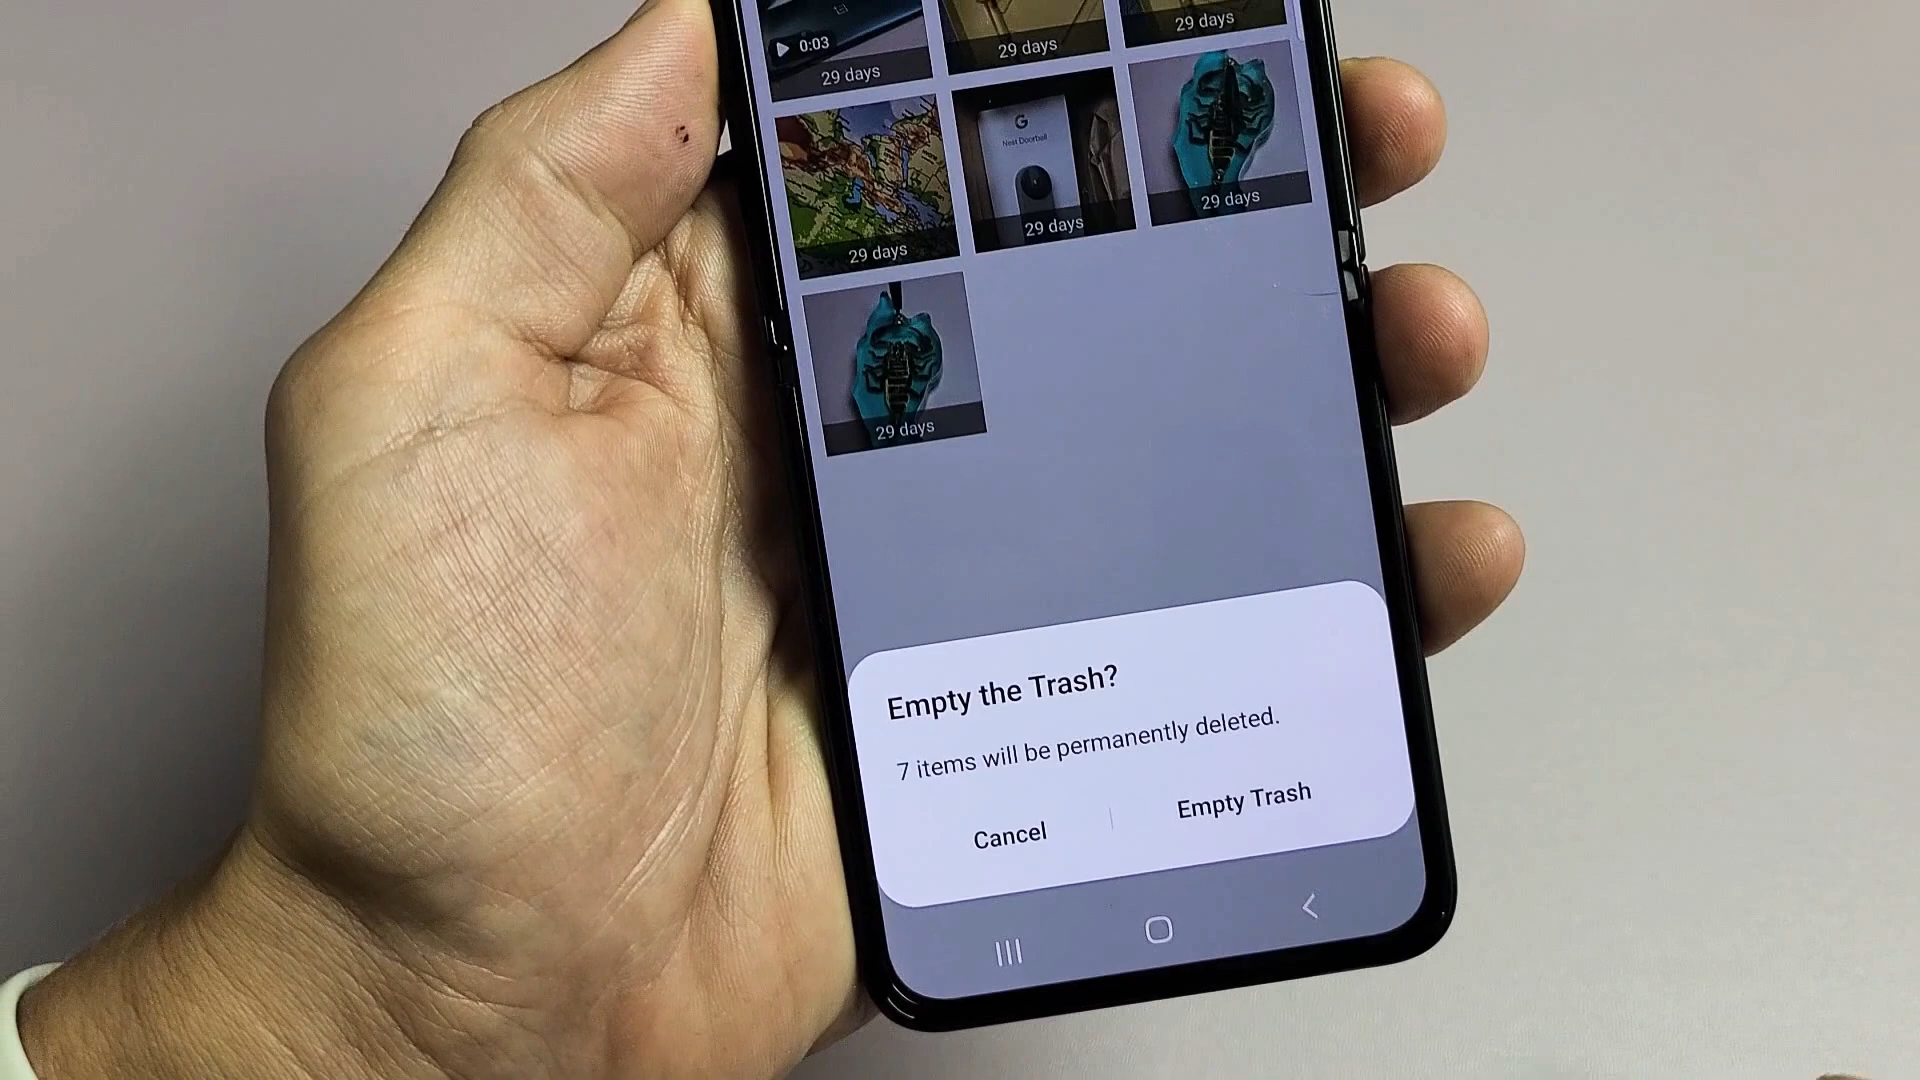 0:03
29 days
29 days
29 days
29 days
G
Nest Doorbell
29 days
29 days
29 days
Empty the Trash?
7 items will be permanently deleted.
Cancel
Empty Trash